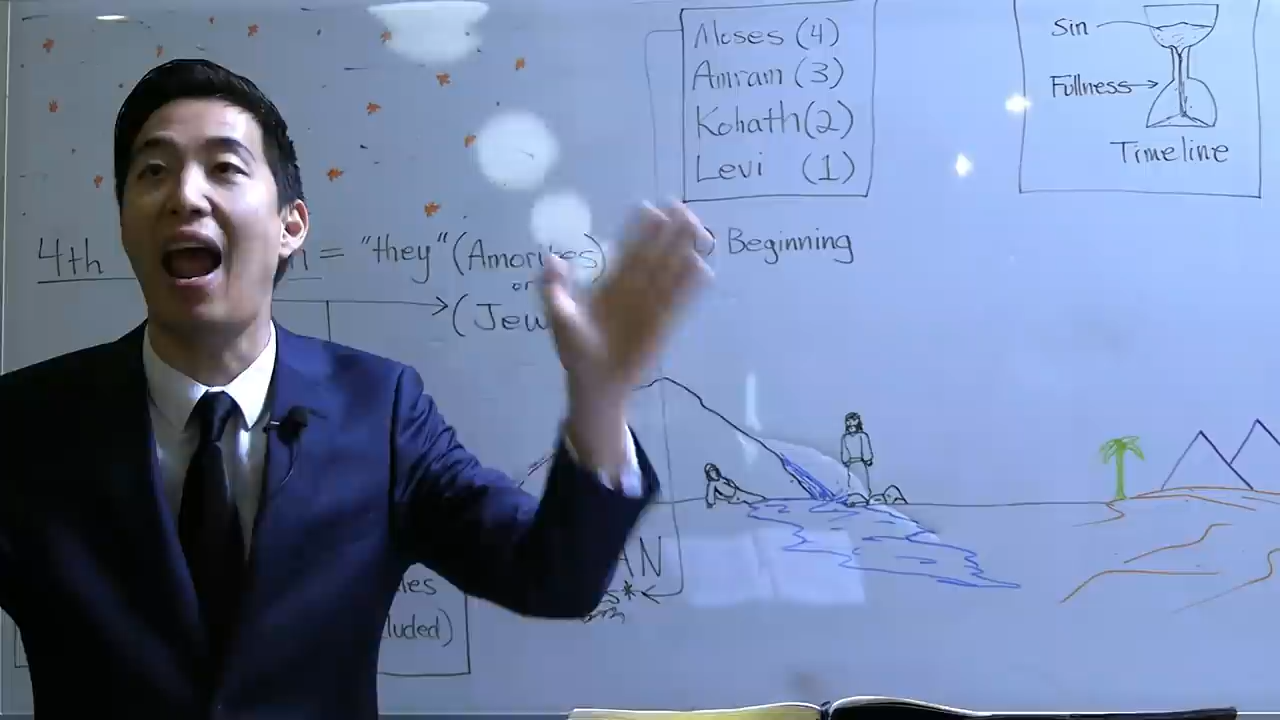 Moses (4)
Amram (3)
Kohath (2)
Levi (1)
Sin
Fullness
Timeline
4th = "they" (Amorites)
or
(Jew
Beginning
AN
luded)